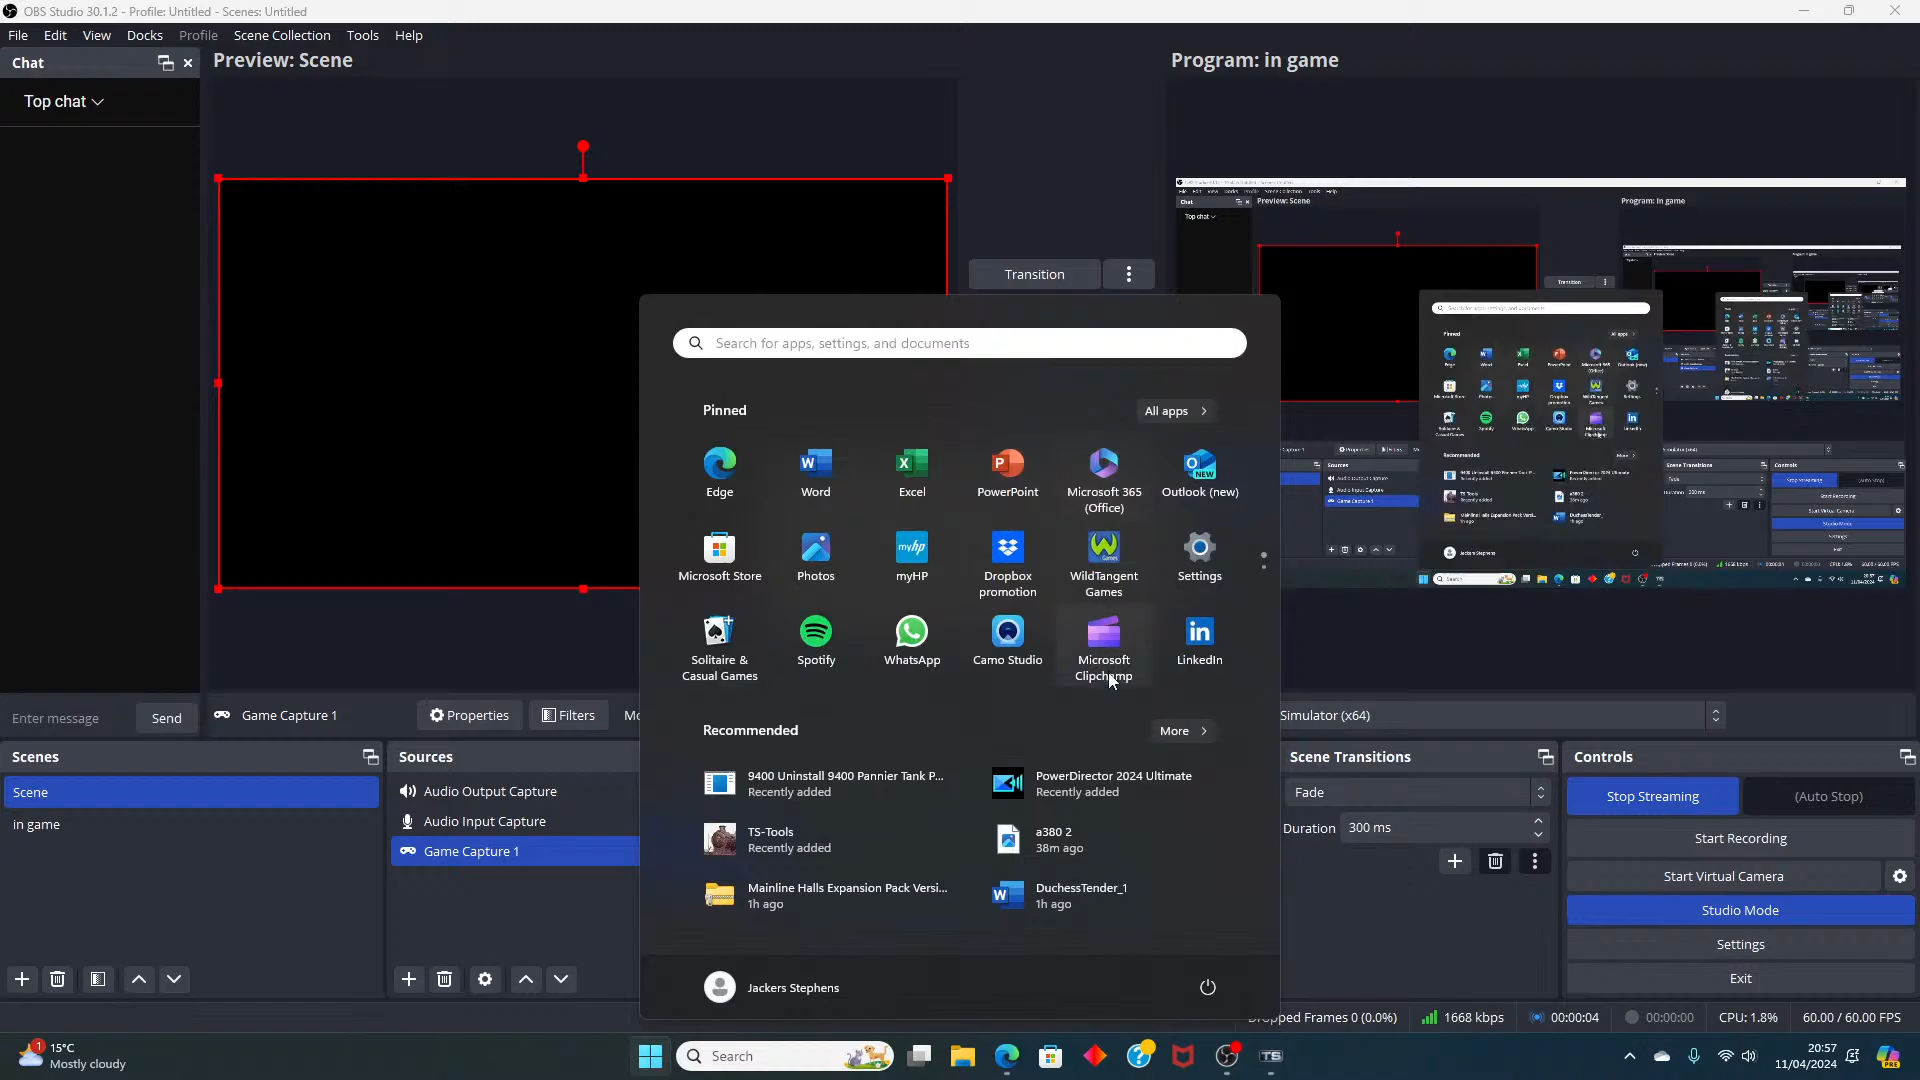 OBS Studio 30.1.2 - Profile: Untitled - Scenes: Untitled
File Edit View Docks Profile Scene Collection Tools Help
Chat
Top chat
Preview: Scene
Program: in game
Transition
Search for apps, settings, and documents
Pinned
All apps
Edge Word Excel PowerPoint Microsoft 365 (Office) Outlook (new)
Microsoft Store Photos myHP Dropbox promotion WildTangent Games Settings
Solitaire & Casual Games Spotify WhatsApp Camo Studio Microsoft Clipchamp LinkedIn
Recommended
More
9400 Uninstall 9400 Pannier Tank P...
Recently added
PowerDirector 2024 Ultimate
Recently added
TS-Tools
Recently added
a380 2
38m ago
Mainline Halls Expansion Pack Versi...
1h ago
DuchessTender_1
1h ago
Jackers Stephens
Enter message
Send
Game Capture 1
Properties
Filters
Simulator (x64)
Scenes
Scene
in game
Sources
Audio Output Capture
Audio Input Capture
Game Capture 1
Scene Transitions
Fade
Duration 300 ms
Controls
Stop Streaming
(Auto Stop)
Start Recording
Start Virtual Camera
Studio Mode
Settings
Exit
Dropped Frames 0 (0.0%) 1668 kbps 00:00:04 00:00:00 CPU: 1.8% 60.00 / 60.00 FPS
1
15°C
Mostly cloudy
Search
TS
20:57
11/04/2024
PRE